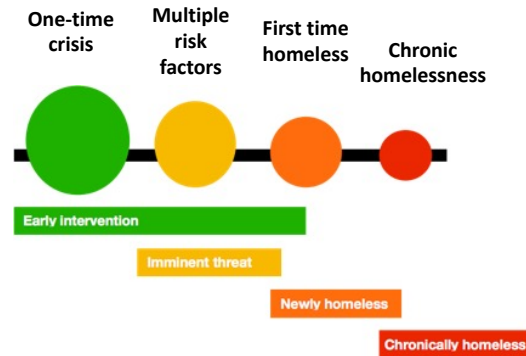 One-time
crisis
Multiple
risk
factors
First time
homeless
Chronic
homelessness
Early intervention
Imminent threat
Newly homeless
Chronically homeless